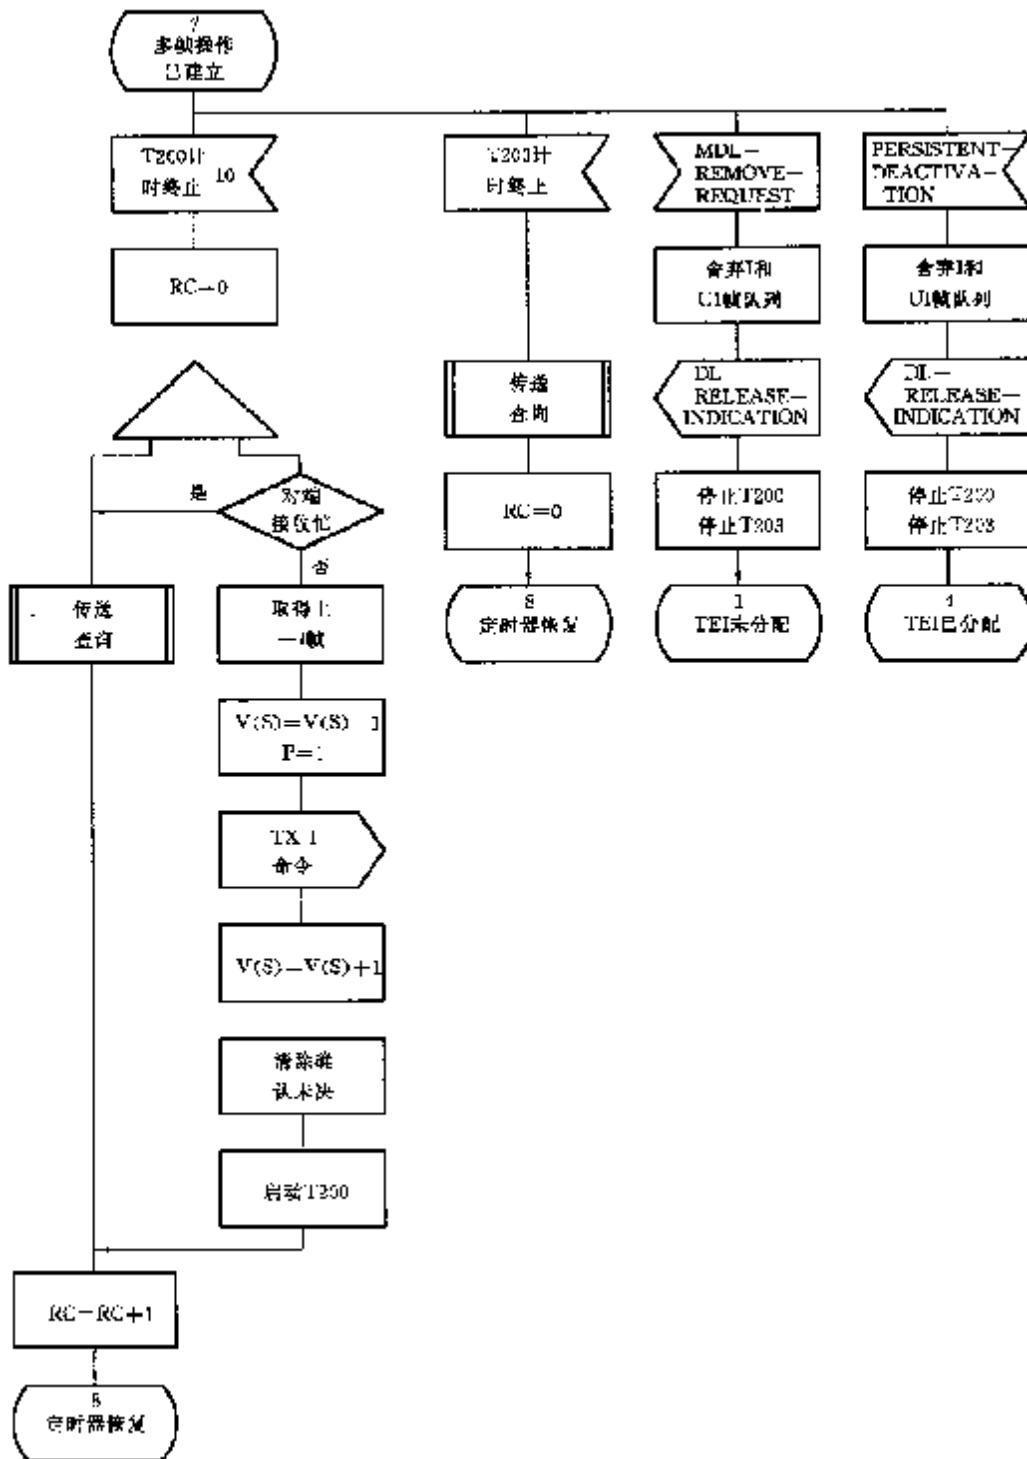 7
多帧操作
已建立
T200计
时终止
10
RC=0
是
对端
接收忙
否
传送
查询
取得上
一I帧
V(S)=V(S)-1
P=1
TX I
命令
V(S)=V(S)+1
清除确
认未决
启动T200
RC=RC+1
8
定时器恢复
T203计
时终止
传送
查询
RC=0
8
定时器恢复
MDL-
REMOVE-
REQUEST
舍弃I和
UI帧队列
DL
RELEASE-
INDICATION
停止T200
停止T203
1
TEI未分配
PERSISTENT-
DEACTIVA-
TION
舍弃I和
UI帧队列
DL-
RELEASE-
INDICATION
停止T200
停止T203
4
TEI已分配